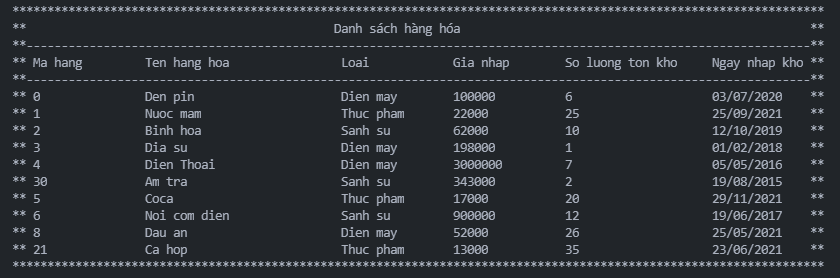 ********************************************************************************************************************
** Danh sách hàng hóa **
**----------------------------------------------------------------------------------------------------------------**
** Ma hang Ten hang hoa Loai Gia nhap So luong ton kho Ngay nhap kho **
**----------------------------------------------------------------------------------------------------------------**
** 0 Den pin Dien may 100000 6 03/07/2020 **
** 1 Nuoc mam Thuc pham 22000 25 25/09/2021 **
** 2 Binh hoa Sanh su 62000 10 12/10/2019 **
** 3 Dia su Dien may 198000 1 01/02/2018 **
** 4 Dien Thoai Dien may 3000000 7 05/05/2016 **
** 30 Am tra Sanh su 343000 2 19/08/2015 **
** 5 Coca Thuc pham 17000 20 29/11/2021 **
** 6 Noi com dien Sanh su 900000 12 19/06/2017 **
** 8 Dau an Dien may 52000 26 25/05/2021 **
** 21 Ca hop Thuc pham 13000 35 23/06/2021 **
********************************************************************************************************************